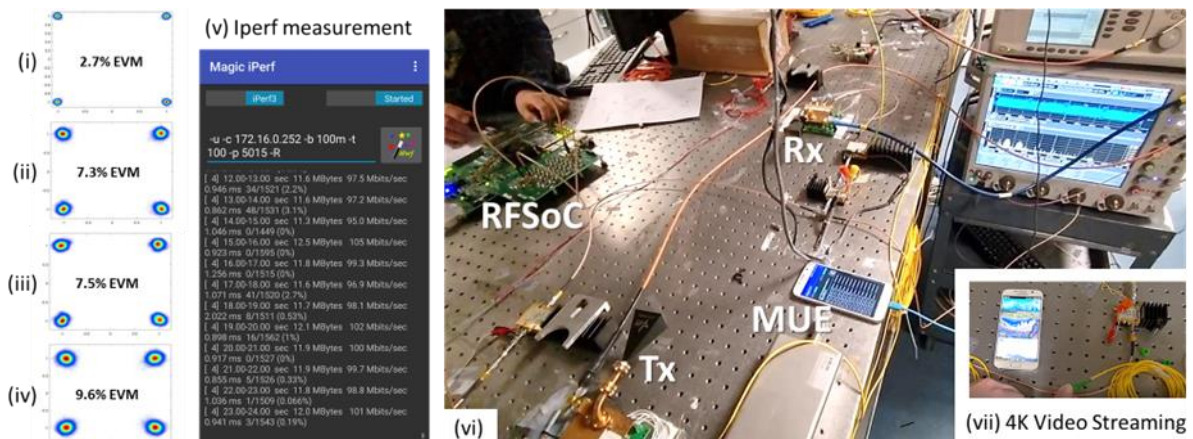 (i)
2.7% EVM
(ii)
7.3% EVM
(iii)
7.5% EVM
(iv)
9.6% EVM
(v) Iperf measurement
Magic iPerf
iPerf3
Started
-u -c 172.16.0.252 -b 100m -t
100 -p 5015 -R
[ 4] 12.00-13.00 sec 11.6 MBytes 97.5 Mbits/sec
0.946 ms 34/1521 (2.2%)
[ 4] 13.00-14.00 sec 11.6 MBytes 97.2 Mbits/sec
0.862 ms 48/1531 (3.1%)
[ 4] 14.00-15.00 sec 11.3 MBytes 95.0 Mbits/sec
1.046 ms 0/1449 (0%)
[ 4] 15.00-16.00 sec 12.5 MBytes 105 Mbits/sec
0.923 ms 0/1595 (0%)
[ 4] 16.00-17.00 sec 11.8 MBytes 99.3 Mbits/sec
1.256 ms 0/1515 (0%)
[ 4] 17.00-18.00 sec 11.6 MBytes 96.9 Mbits/sec
1.071 ms 41/1520 (2.7%)
[ 4] 18.00-19.00 sec 11.7 MBytes 98.1 Mbits/sec
2.022 ms 8/1511 (0.53%)
[ 4] 19.00-20.00 sec 12.1 MBytes 102 Mbits/sec
0.898 ms 16/1562 (1%)
[ 4] 20.00-21.00 sec 11.9 MBytes 100 Mbits/sec
0.917 ms 0/1527 (0%)
[ 4] 21.00-22.00 sec 11.9 MBytes 99.7 Mbits/sec
0.855 ms 5/1526 (0.33%)
[ 4] 22.00-23.00 sec 11.8 MBytes 98.8 Mbits/sec
1.036 ms 1/1509 (0.066%)
[ 4] 23.00-24.00 sec 12.0 MBytes 101 Mbits/sec
0.941 ms 3/1543 (0.19%)
RFSoC
Rx
MUE
Tx
(vi)
(vii) 4K Video Streaming